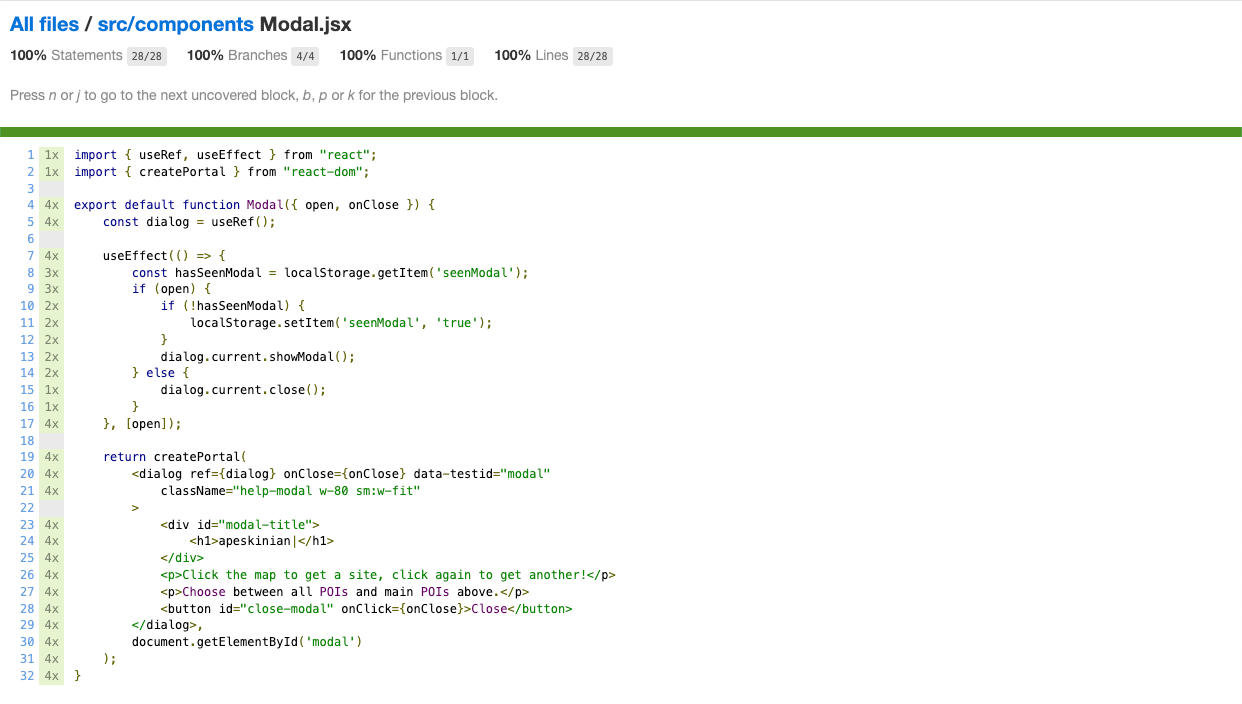 All files / src/components Modal.jsx
100% Statements 28/28 100% Branches 4/4 100% Functions 1/1 100% Lines 28/28
Press n or j to go to the next uncovered block, b, p or k for the previous block.
1 1x import { useRef, useEffect } from "react";
2 1x import { createPortal } from "react-dom";
3
4 4x export default function Modal({ open, onClose }) {
5 4x     const dialog = useRef();
6
7 4x     useEffect(() => {
8 3x         const hasSeenModal = localStorage.getItem('seenModal');
9 3x         if (open) {
10 2x             if (!hasSeenModal) {
11 2x                 localStorage.setItem('seenModal', 'true');
12 2x             }
13 2x             dialog.current.showModal();
14 2x         } else {
15 1x             dialog.current.close();
16 1x         }
17 4x     }, [open]);
18
19 4x     return createPortal(
20 4x         <dialog ref={dialog} onClose={onClose} data-testid="modal"
21 4x             className="help-modal w-80 sm:w-fit"
22         >
23 4x             <div id="modal-title">
24 4x                 <h1>apeskinian|</h1>
25 4x             </div>
26 4x             <p>Click the map to get a site, click again to get another!</p>
27 4x             <p>Choose between all POIs and main POIs above.</p>
28 4x             <button id="close-modal" onClick={onClose}>Close</button>
29 4x         </dialog>,
30 4x         document.getElementById('modal')
31 4x     );
32 4x }